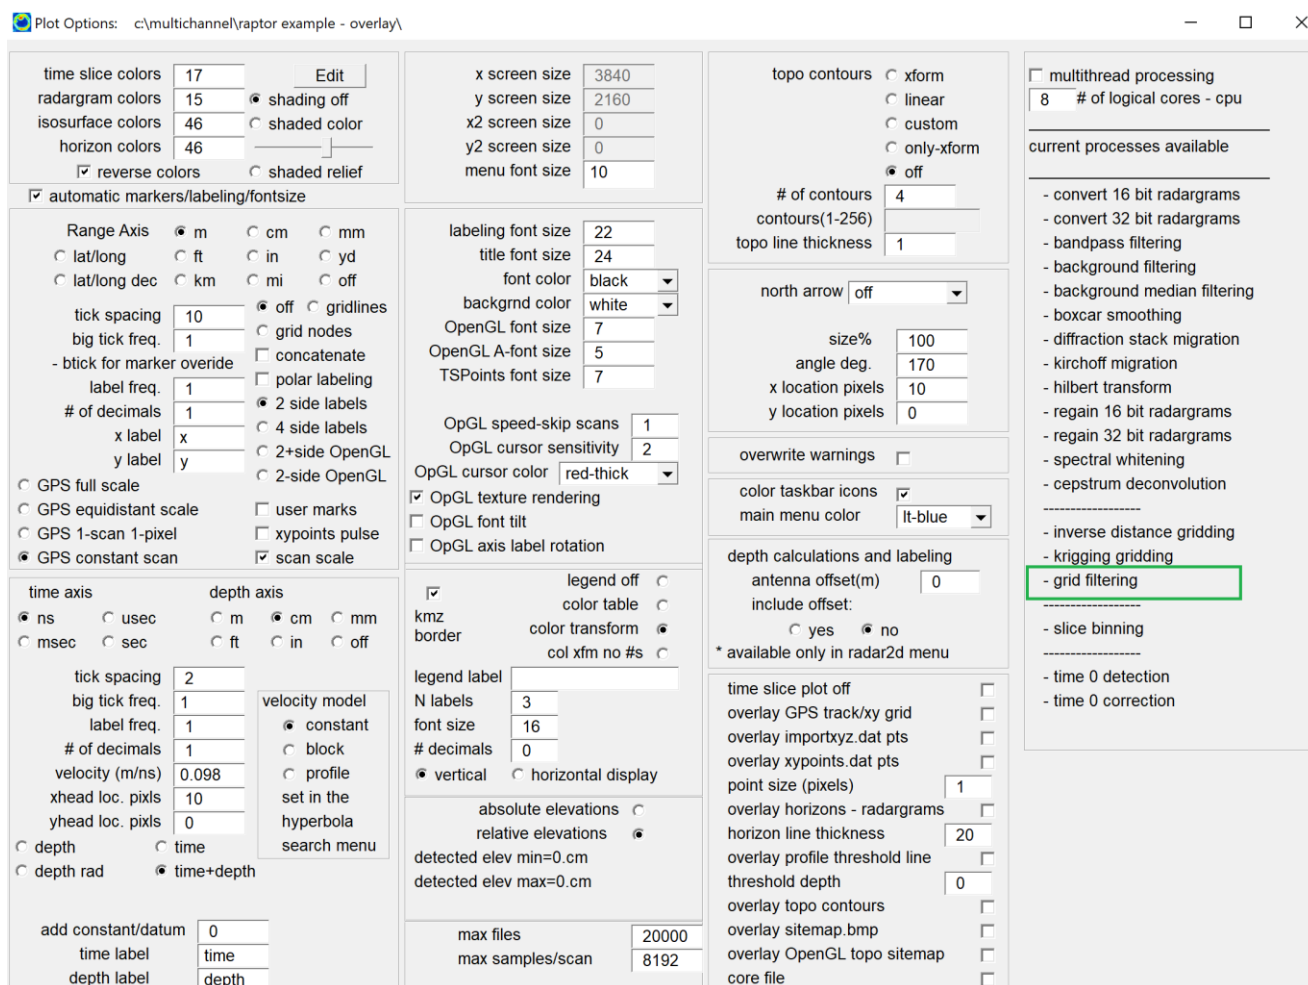 Plot Options: c:\multichannel\raptor example - overlay\
time slice colors 17 Edit
radargram colors 15 shading off
isosurface colors 46 shaded color
horizon colors 46
reverse colors shaded relief
automatic markers/labeling/fontsize
Range Axis m cm mm
lat/long ft in yd
lat/long dec km mi off
tick spacing 10 off gridlines
big tick freq. 1 grid nodes
- btick for marker overide concatenate
label freq. 1 polar labeling
# of decimals 1 2 side labels
x label x 4 side labels
y label y 2+side OpenGL
2-side OpenGL
GPS full scale
GPS equidistant scale user marks
GPS 1-scan 1-pixel xypoints pulse
GPS constant scan scan scale
time axis depth axis
ns usec m cm mm
msec sec ft in off
tick spacing 2
big tick freq. 1 velocity model
label freq. 1 constant
# of decimals 1 block
velocity (m/ns) 0.098 profile
xhead loc. pixls 10 set in the
yhead loc. pixls 0 hyperbola
depth time search menu
depth rad time+depth
add constant/datum 0
time label time
depth label depth
x screen size 3840
y screen size 2160
x2 screen size 0
y2 screen size 0
menu font size 10
labeling font size 22
title font size 24
font color black
backgrnd color white
OpenGL font size 7
OpenGL A-font size 5
TSPoints font size 7
OpGL speed-skip scans 1
OpGL cursor sensitivity 2
OpGL cursor color red-thick
OpGL texture rendering
OpGL font tilt
OpGL axis label rotation
legend off
kmz border
color table
color transform
col xfm no #s
legend label
N labels 3
font size 16
# decimals 0
vertical horizontal display
absolute elevations
relative elevations
detected elev min=0.cm
detected elev max=0.cm
max files 20000
max samples/scan 8192
topo contours xform
linear
custom
only-xform
off
# of contours 4
contours(1-256)
topo line thickness 1
north arrow off
size% 100
angle deg. 170
x location pixels 10
y location pixels 0
overwrite warnings
color taskbar icons
main menu color lt-blue
depth calculations and labeling
antenna offset(m) 0
include offset:
yes no
* available only in radar2d menu
time slice plot off
overlay GPS track/xy grid
overlay importxyz.dat pts
overlay xypoints.dat pts
point size (pixels) 1
overlay horizons - radargrams
horizon line thickness 20
overlay profile threshold line
threshold depth 0
overlay topo contours
overlay sitemap.bmp
overlay OpenGL topo sitemap
core file
multithread processing
8 # of logical cores - cpu
current processes available
- convert 16 bit radargrams
- convert 32 bit radargrams
- bandpass filtering
- background filtering
- background median filtering
- boxcar smoothing
- diffraction stack migration
- kirchoff migration
- hilbert transform
- regain 16 bit radargrams
- regain 32 bit radargrams
- spectral whitening
- cepstrum deconvolution
------------------
- inverse distance gridding
- krigging gridding
- grid filtering
------------------
- slice binning
------------------
- time 0 detection
- time 0 correction